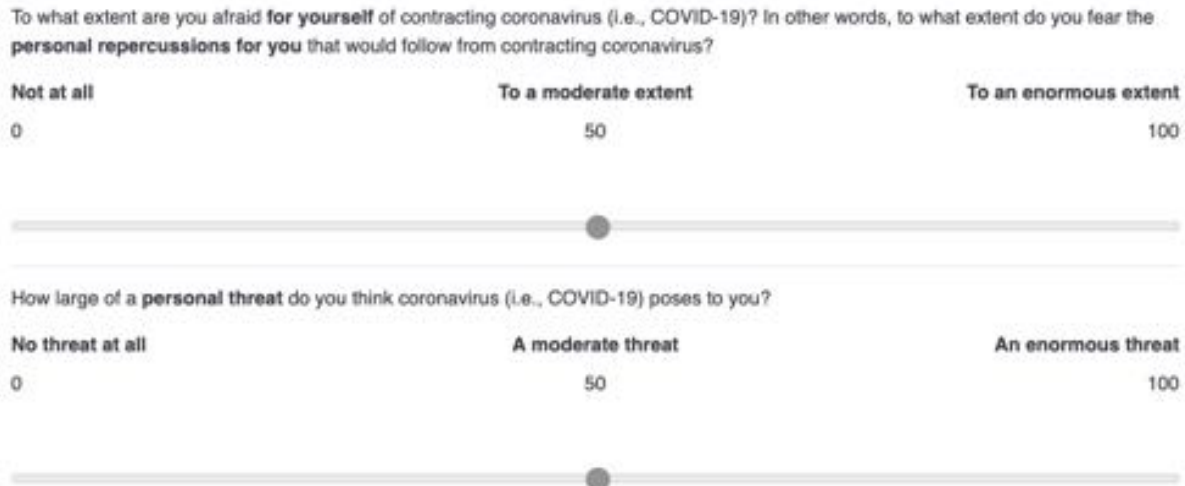 To what extent are you afraid for yourself of contracting coronavirus (i.e., COVID-19)? In other words, to what extent do you fear the
personal repercussions for you that would follow from contracting coronavirus?
Not at all To a moderate extent To an enormous extent
0 50 100
How large of a personal threat do you think coronavirus (i.e., COVID-19) poses to you?
No threat at all A moderate threat An enormous threat
0 50 100